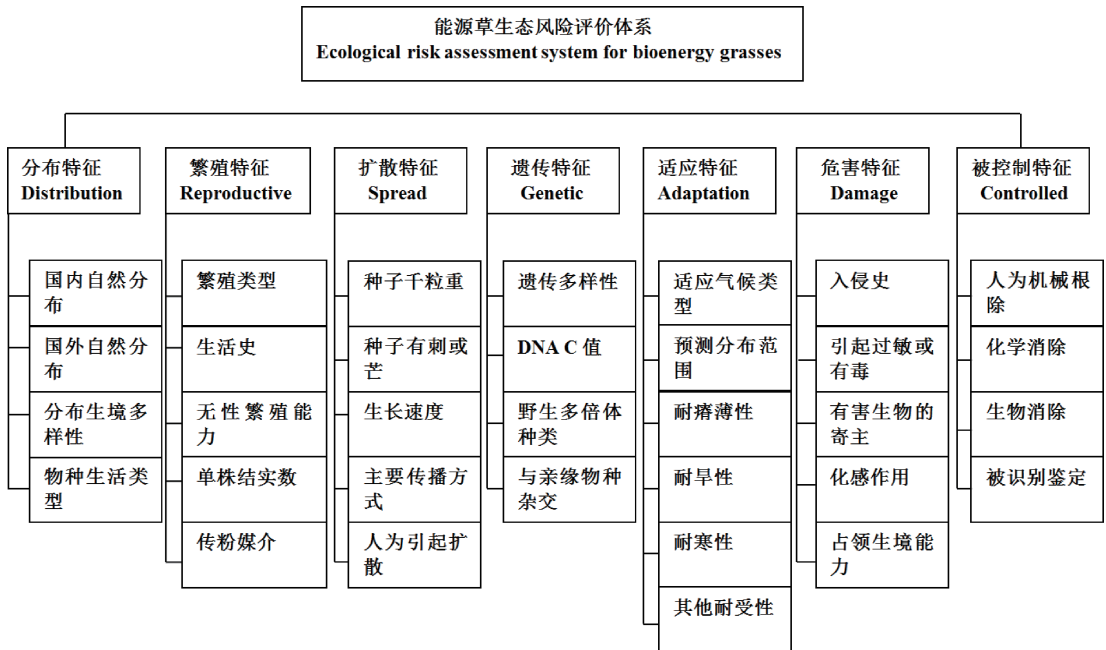 能源草生态风险评价体系
Ecological risk assessment system for bioenergy grasses
分布特征
Distribution
繁殖特征
Reproductive
扩散特征
Spread
遗传特征
Genetic
适应特征
Adaptation
危害特征
Damage
被控制特征
Controlled
国内自然分
布
国外自然分
布
分布生境多
样性
物种生活类
型
繁殖类型
生活史
无性繁殖能
力
单株结实数
传粉媒介
种子千粒重
种子有刺或
芒
生长速度
主要传播方
式
人为引起扩
散
遗传多样性
DNA C 值
野生多倍体
种类
与亲缘物种
杂交
适应气候类
型
预测分布范
围
耐瘠薄性
耐旱性
耐寒性
其他耐受性
入侵史
引起过敏或
有毒
有害生物的
寄主
化感作用
占领生境能
力
人为机械根
除
化学消除
生物消除
被识别鉴定